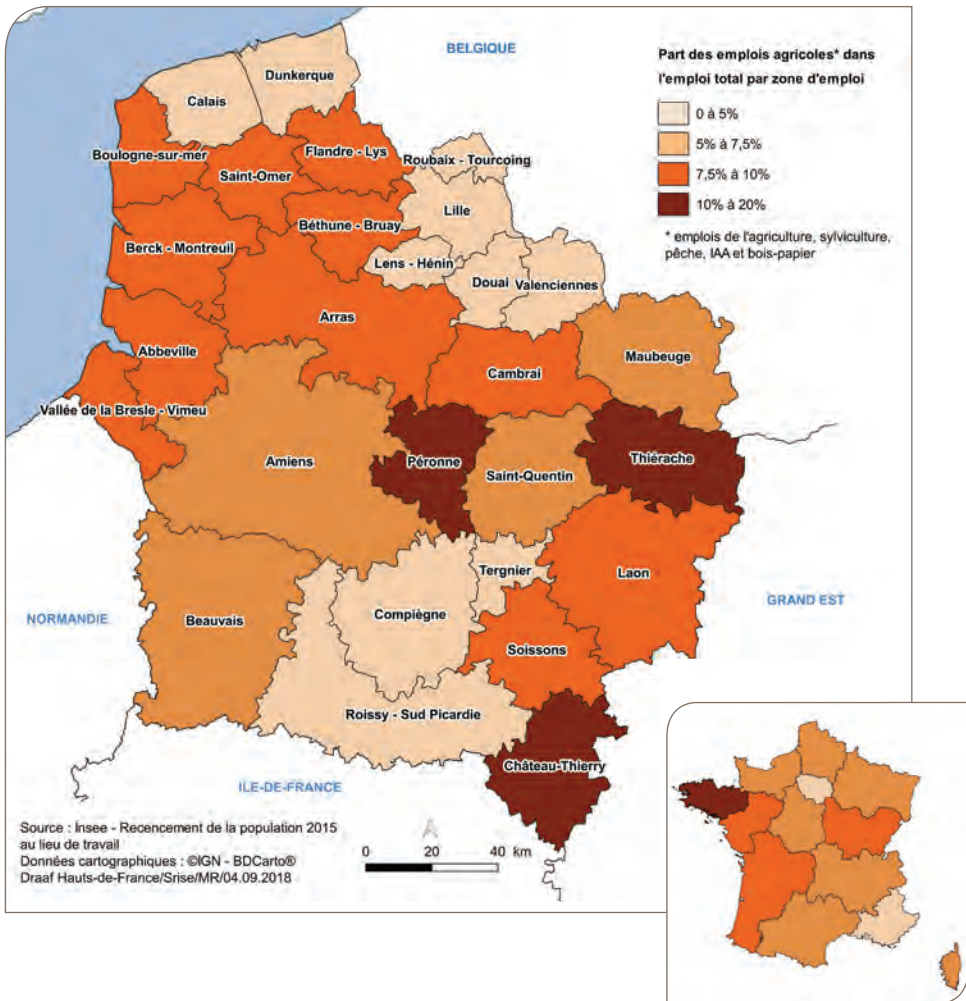 BELGIQUE
Part des emplois agricoles* dans
l'emploi total par zone d'emploi
0 à 5%
5% à 7,5%
7,5% à 10%
10% à 20%
* emplois de l'agriculture, sylviculture,
pêche, IAA et bois-papier
Dunkerque
Calais
Boulogne-sur-mer
Flandre - Lys
Saint-Omer
Roubaix - Tourcoing
Lille
Béthune - Bruay
Berck - Montreuil
Lens - Hénin
Douai
Valenciennes
Arras
Abbeville
Maubeuge
Cambrai
Vallée de la Bresle - Vimeu
Amiens
Péronne
Saint-Quentin
Thiérache
Tergnier
Laon
GRAND EST
NORMANDIE
Beauvais
Compiègne
Soissons
Roissy - Sud Picardie
Château-Thierry
ILE-DE-FRANCE
Source : Insee - Recencement de la population 2015
au lieu de travail
Données cartographiques : ©IGN - BDCarto®
Draaf Hauts-de-France/Srise/MR/04.09.2018
0 20 40 km